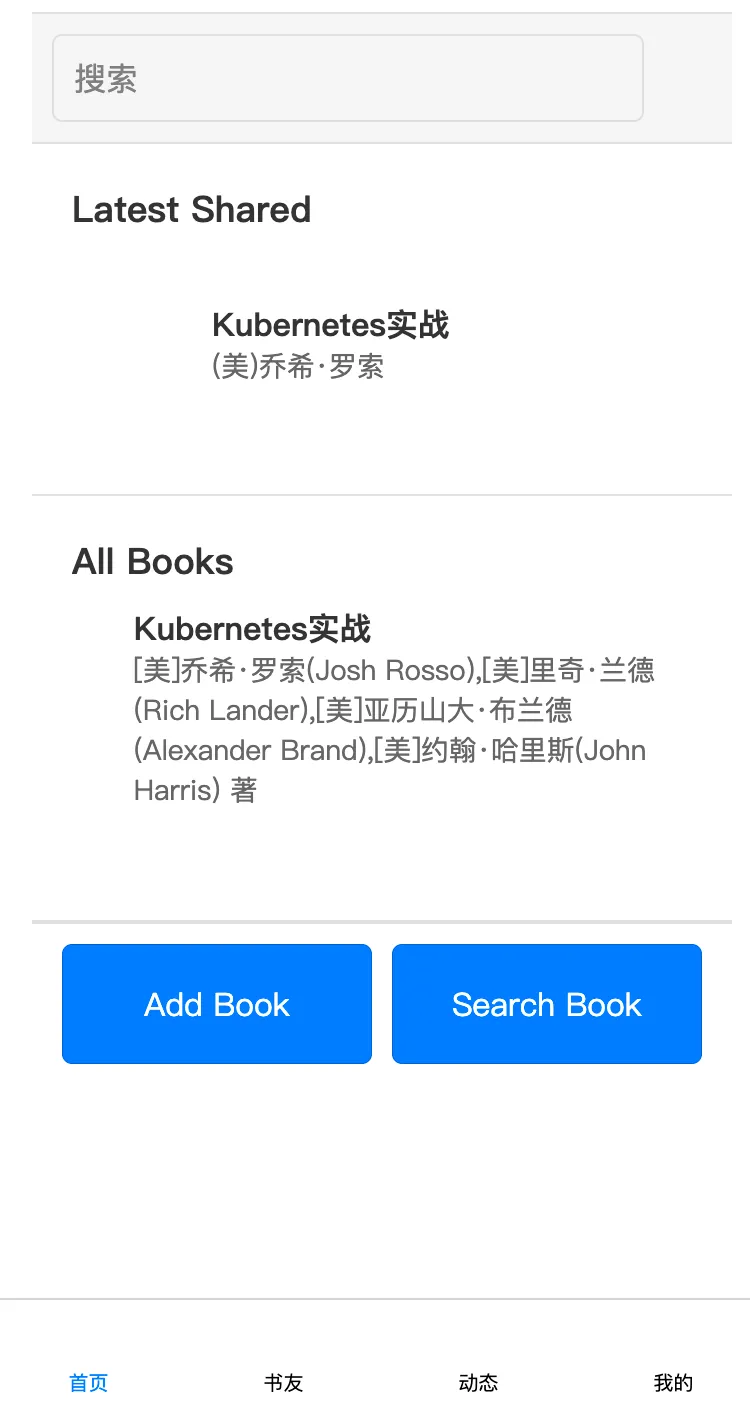 搜索
Latest Shared
Kubernetes实战
(美)乔希·罗索
All Books
Kubernetes实战
[美]乔希·罗索(Josh Rosso),[美]里奇·兰德
(Rich Lander),[美]亚历山大·布兰德
(Alexander Brand),[美]约翰·哈里斯(John
Harris) 著
Add Book
Search Book
首页
书友
动态
我的